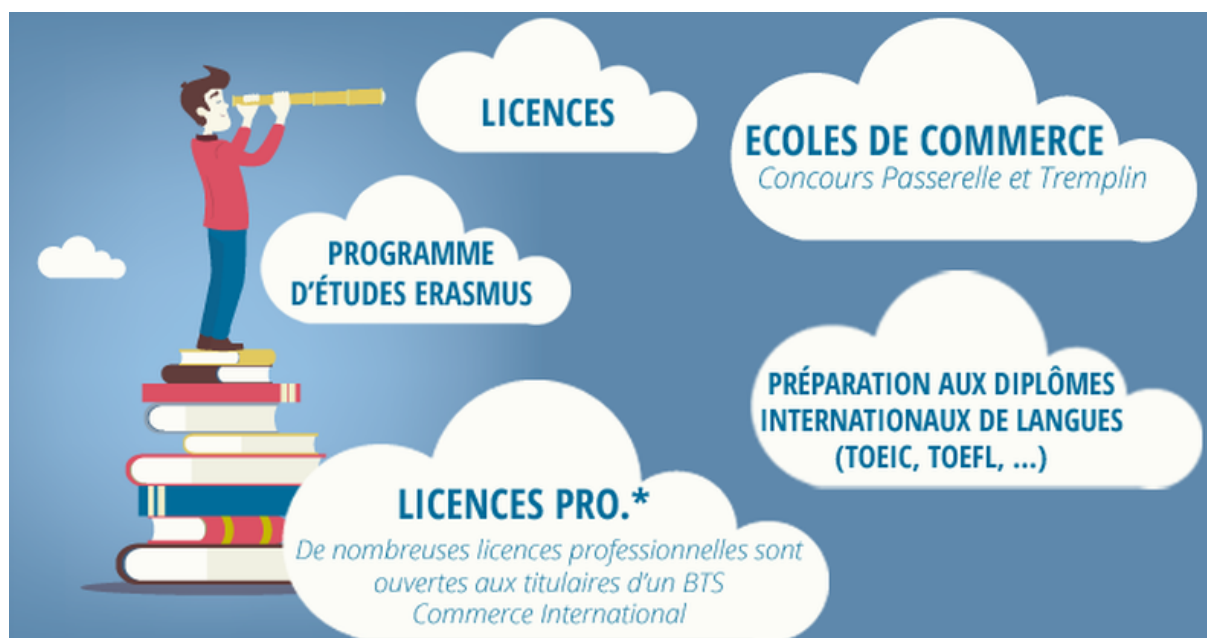 LICENCES
ECOLES DE COMMERCE
Concours Passerelle et Tremplin
PROGRAMME
D'ÉTUDES ERASMUS
PRÉPARATION AUX DIPLÔMES
INTERNATIONAUX DE LANGUES
(TOEIC, TOEFL, ...)
LICENCES PRO.*
De nombreuses licences professionnelles sont
ouvertes aux titulaires d'un BTS
Commerce International